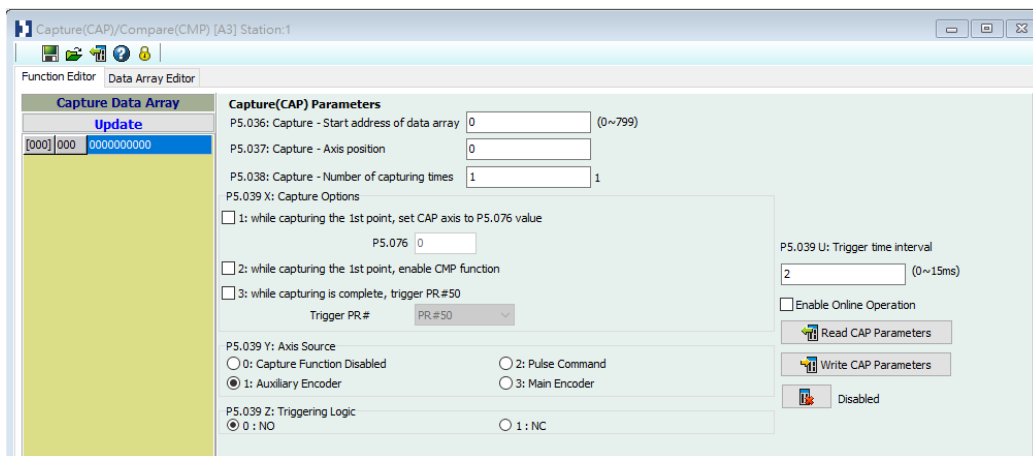 Capture(CAP)/Compare(CMP) [A3] Station:1
Function Editor Data Array Editor
Capture Data Array
Update
[000] 000 0000000000
Capture(CAP) Parameters
P5.036: Capture - Start address of data array 0 (0~799)
P5.037: Capture - Axis position 0
P5.038: Capture - Number of capturing times 1 1
P5.039 X: Capture Options
1: while capturing the 1st point, set CAP axis to P5.076 value
P5.076 0
2: while capturing the 1st point, enable CMP function
3: while capturing is complete, trigger PR#50
Trigger PR# PR#50
P5.039 Y: Axis Source
0: Capture Function Disabled 2: Pulse Command
1: Auxiliary Encoder 3: Main Encoder
P5.039 Z: Triggering Logic
0 : NO 1 : NC
P5.039 U: Trigger time interval
2 (0~15ms)
Enable Online Operation
Read CAP Parameters
Write CAP Parameters
Disabled